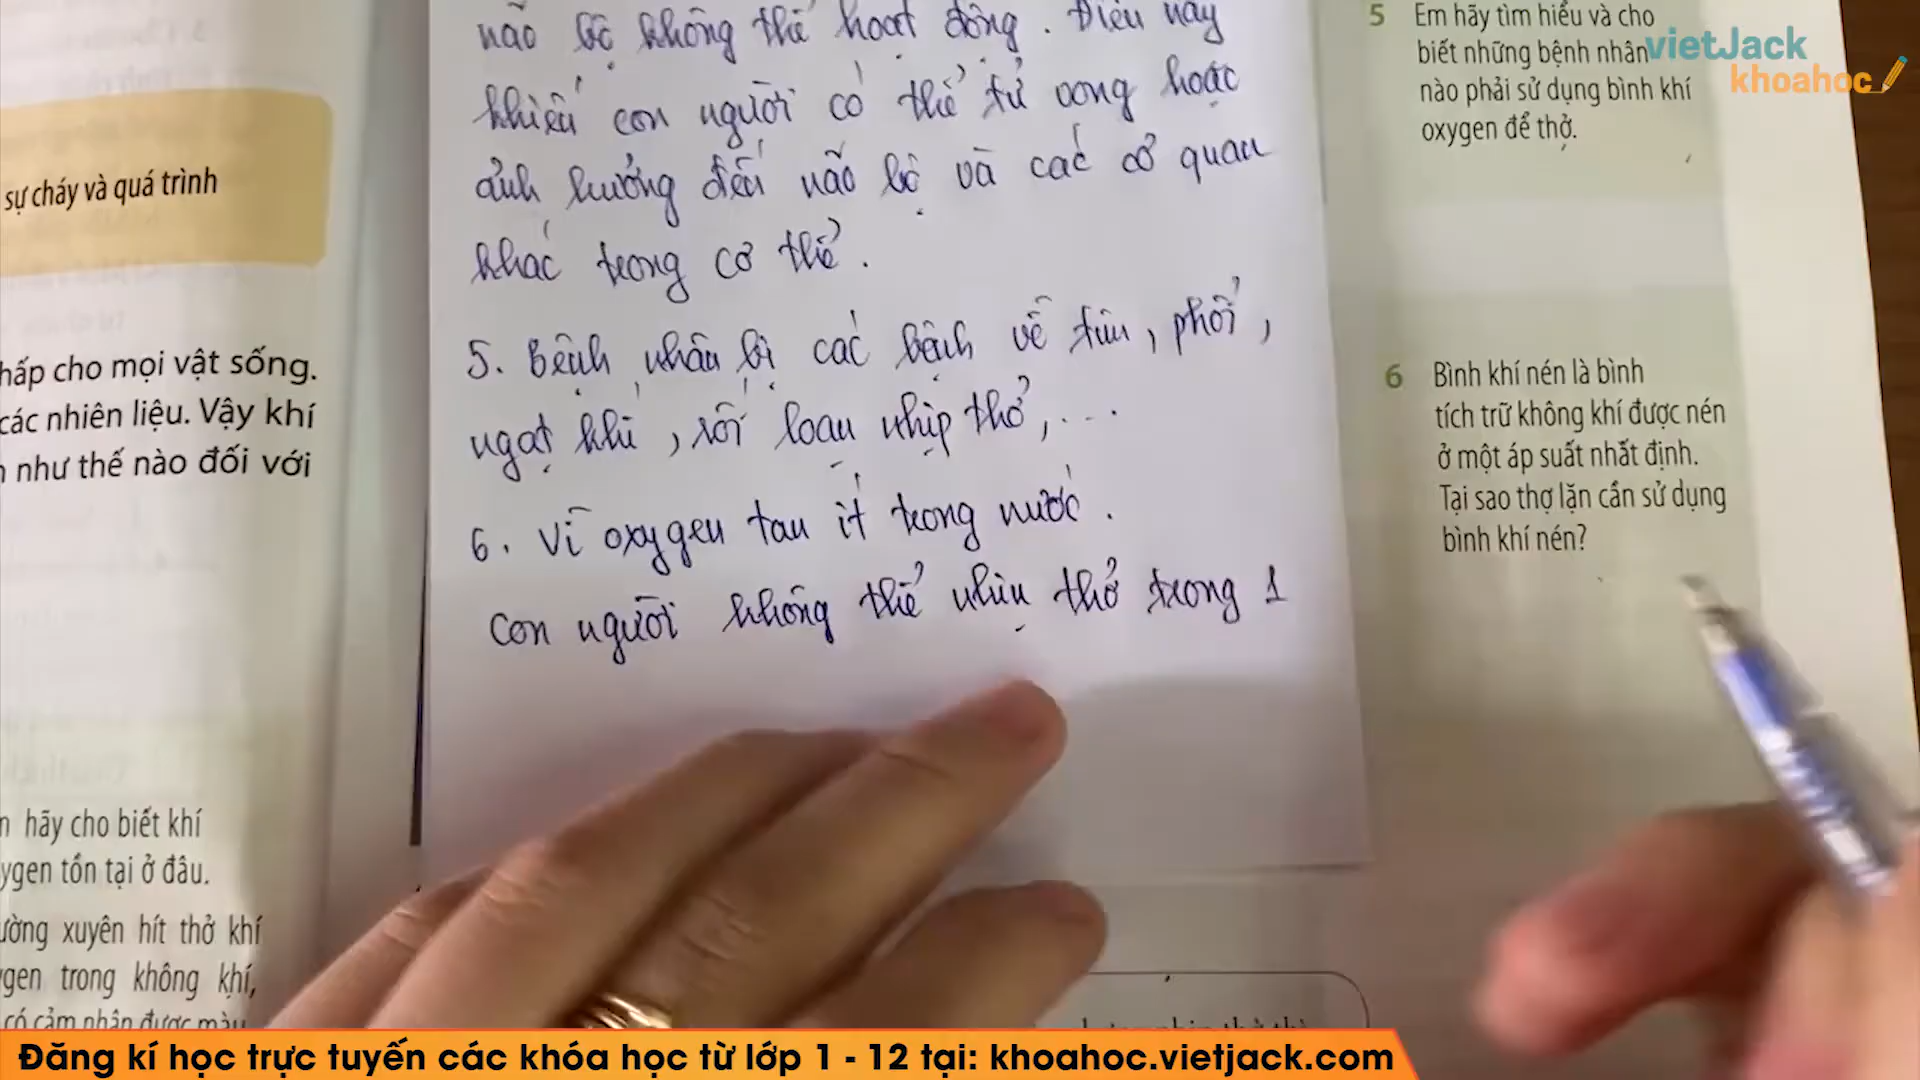 sự cháy và quá trình
hấp cho mọi vật sống.
các nhiên liệu. Vậy khí
như thế nào đối với
hãy cho biết khí
ygen tồn tại ở đâu.
ường xuyên hít thở khí
gen trong không khí,
có cảm nhận được màu
não bộ không thể hoạt động. Điều này
khiến con người có thể tử vong hoặc
ảnh hưởng đến não bộ và các cơ quan
khác trong cơ thể.
5. Bệnh nhân bị các bệnh về tim, phổi,
ngạt khí, rối loạn nhịp thở, ...
6. Vì oxygen tan ít trong nước.
Con người không thể nhịn thở trong 1
5 Em hãy tìm hiểu và cho
biết những bệnh nhân
nào phải sử dụng bình khí
oxygen để thở.
6 Bình khí nén là bình
tích trữ không khí được nén
ở một áp suất nhất định.
Tại sao thợ lặn cần sử dụng
bình khí nén?
vietJack
khoahoc
Đăng kí học trực tuyến các khóa học từ lớp 1 - 12 tại: khoahoc.vietjack.com